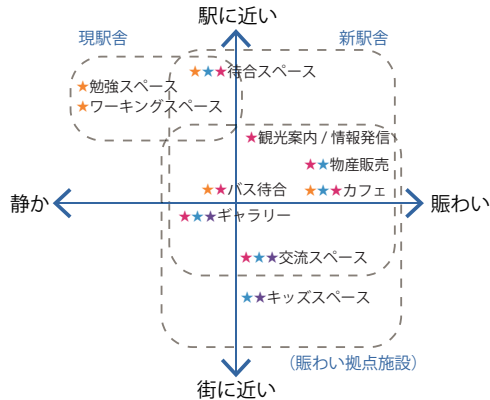 駅に近い
現駅舎
新駅舎
★★★待合スペース
★勉強スペース
★ワーキングスペース
★観光案内 / 情報発信
★★物産販売
★★バス待合
★★★カフェ
静か
賑わい
★★★ギャラリー
★★★交流スペース
★★キッズスペース
（賑わい拠点施設）
街に近い